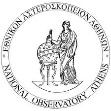 ΕΘΝΙΚΟΝ ΑΣΤΕΡΟΣΚΟΠΕΙΟΝ ΑΘΗΝΩΝ
NATIONAL OBSERVATORY ATHENS